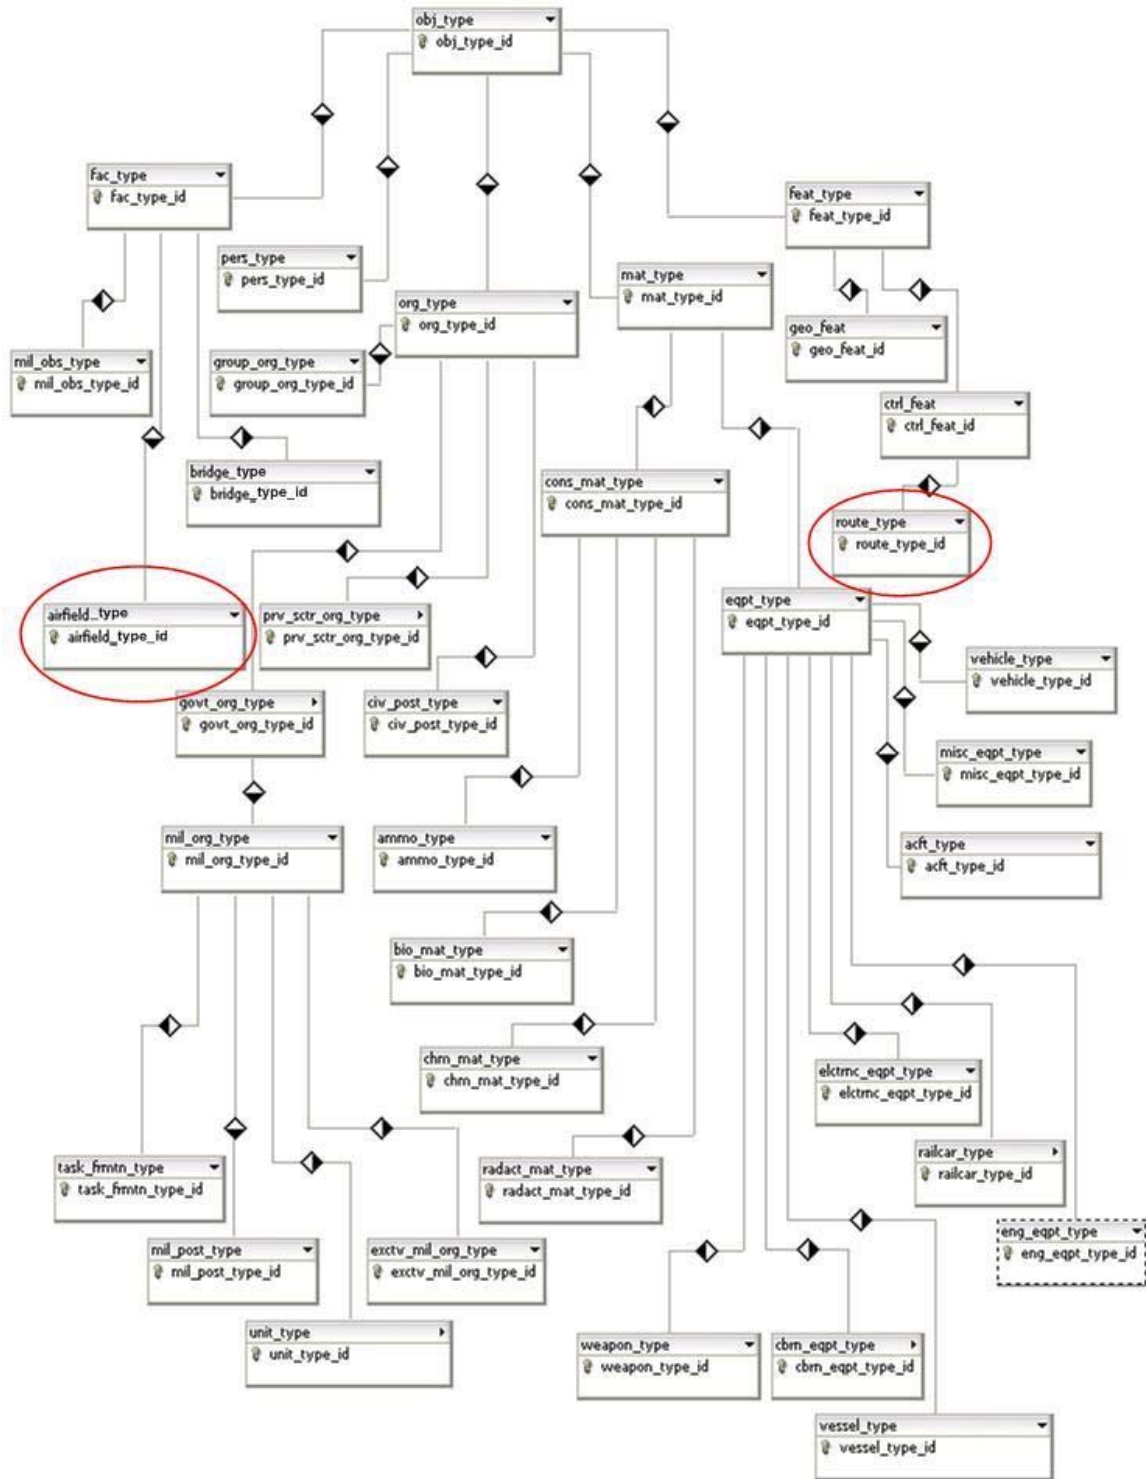 obj_type
obj_type_id
fac_type
fac_type_id
feat_type
feat_type_id
pers_type
pers_type_id
mat_type
mat_type_id
org_type
org_type_id
geo_feat
geo_feat_id
mil_obs_type
mil_obs_type_id
group_org_type
group_org_type_id
ctrl_feat
ctrl_feat_id
bridge_type
bridge_type_id
cons_mat_type
cons_mat_type_id
route_type
route_type_id
airfield_type
airfield_type_id
prv_sctr_org_type
prv_sctr_org_type_id
eqpt_type
eqpt_type_id
vehicle_type
vehicle_type_id
govt_org_type
govt_org_type_id
civ_post_type
civ_post_type_id
misc_eqpt_type
misc_eqpt_type_id
mil_org_type
mil_org_type_id
ammo_type
ammo_type_id
acft_type
acft_type_id
bio_mat_type
bio_mat_type_id
chm_mat_type
chm_mat_type_id
elctrnc_eqpt_type
elctrnc_eqpt_type_id
task_frmtn_type
task_frmtn_type_id
radact_mat_type
radact_mat_type_id
railcar_type
railcar_type_id
mil_post_type
mil_post_type_id
exctv_mil_org_type
exctv_mil_org_type_id
eng_eqpt_type
eng_eqpt_type_id
unit_type
unit_type_id
weapon_type
weapon_type_id
cbrn_eqpt_type
cbrn_eqpt_type_id
vessel_type
vessel_type_id